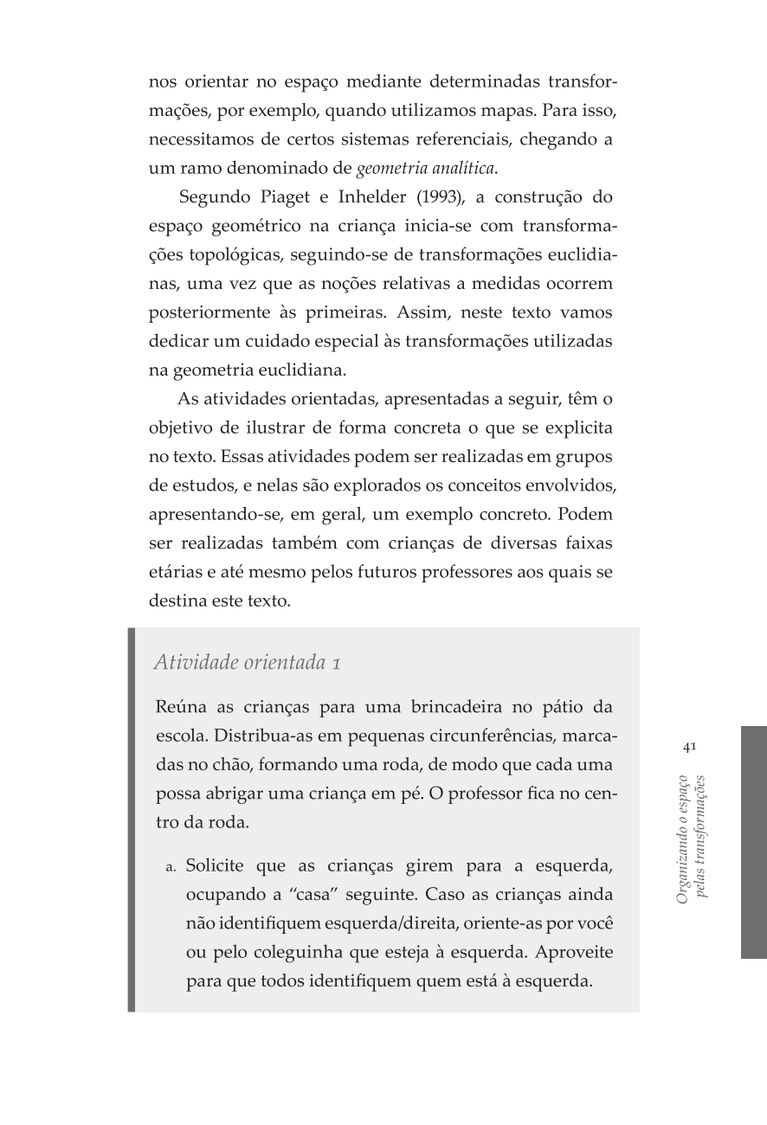 nos orientar no espaço mediante determinadas transfor-
mações, por exemplo, quando utilizamos mapas. Para isso,
necessitamos de certos sistemas referenciais, chegando a
um ramo denominado de geometria analítica.
Segundo Piaget e Inhelder (1993), a construção do
espaço geométrico na criança inicia-se com transforma-
ções topológicas, seguindo-se de transformações euclidia-
nas, uma vez que as noções relativas a medidas ocorrem
posteriormente às primeiras. Assim, neste texto vamos
dedicar um cuidado especial às transformações utilizadas
na geometria euclidiana.
As atividades orientadas, apresentadas a seguir, têm o
objetivo de ilustrar de forma concreta o que se explicita
no texto. Essas atividades podem ser realizadas em grupos
de estudos, e nelas são explorados os conceitos envolvidos,
apresentando-se, em geral, um exemplo concreto. Podem
ser realizadas também com crianças de diversas faixas
etárias e até mesmo pelos futuros professores aos quais se
destina este texto.
Atividade orientada 1
Reúna as crianças para uma brincadeira no pátio da
escola. Distribua-as em pequenas circunferências, marca-
das no chão, formando uma roda, de modo que cada uma
possa abrigar uma criança em pé. O professor fica no cen-
tro da roda.
a. Solicite que as crianças girem para a esquerda,
ocupando a “casa” seguinte. Caso as crianças ainda
não identifiquem esquerda/direita, oriente-as por você
ou pelo coleguinha que esteja à esquerda. Aproveite
para que todos identifiquem quem está à esquerda.
41
Organizando o espaço
pelas transformações